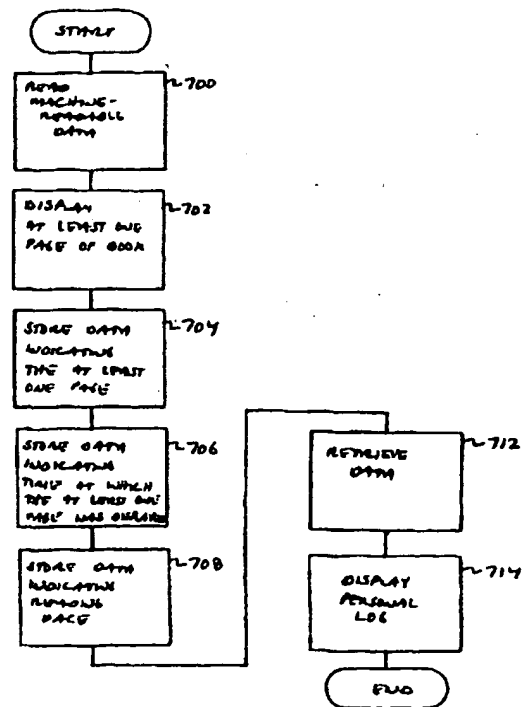 START
READ
MACHINE-
READABLE
DATA
700
DISPLAY
AT LEAST ONE
PAGE OF BOOK
702
STORE DATA
INDICATING
THE AT LEAST
ONE PAGE
704
STORE DATA
INDICATING
TIME AT WHICH
THE AT LEAST ONE
PAGE WAS DISPLAYED
706
STORE DATA
INDICATING
READING
PACE
708
RETRIEVE
DATA
712
DISPLAY
PERSONAL
LOG
714
END